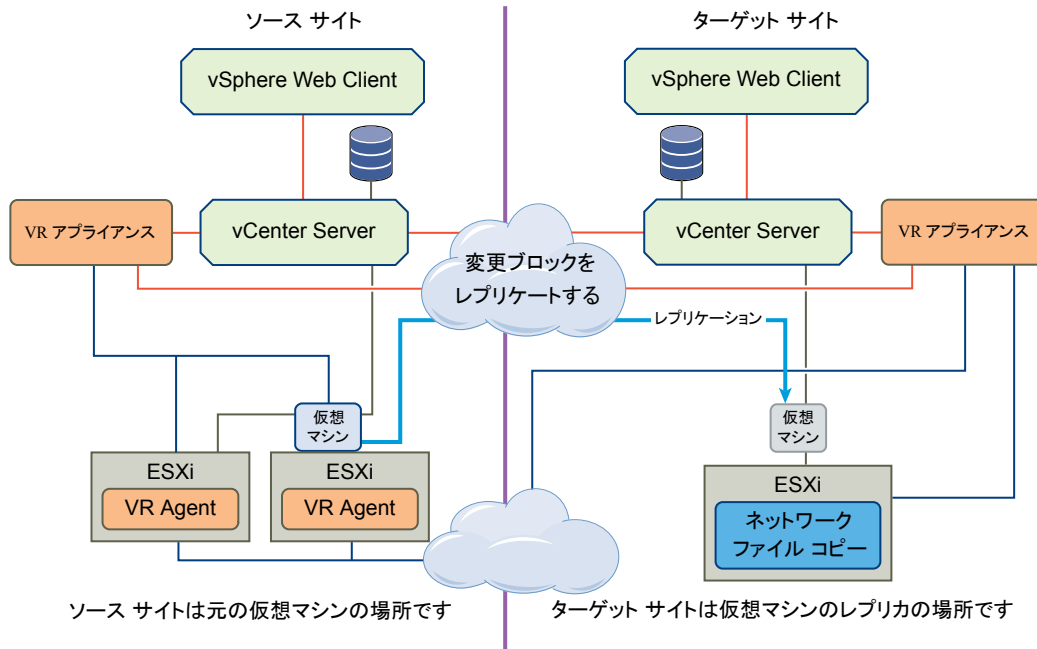 ソース サイト
ターゲット サイト
vSphere Web Client
vSphere Web Client
VR アプライアンス
vCenter Server
vCenter Server
VR アプライアンス
変更ブロックを
レプリケートする
レプリケーション
仮想
マシン
仮想
マシン
ESXi
VR Agent
ESXi
VR Agent
ESXi
ネットワーク
ファイル コピー
ソース サイトは元の仮想マシンの場所です
ターゲット サイトは仮想マシンのレプリカの場所です